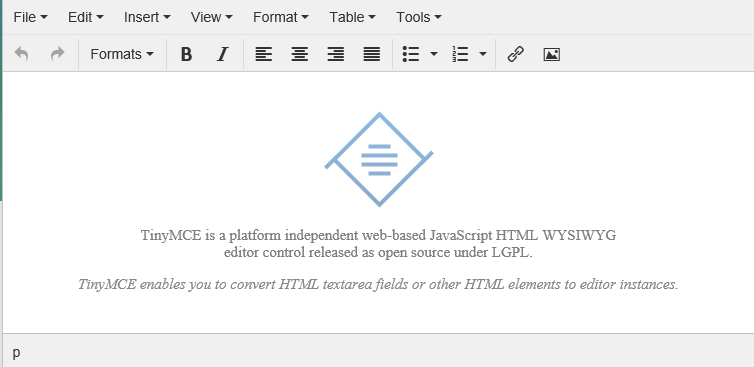 File Edit Insert View Format Table Tools
Formats B I
TinyMCE is a platform independent web-based JavaScript HTML WYSIWYG
editor control released as open source under LGPL.
TinyMCE enables you to convert HTML textarea fields or other HTML elements to editor instances.
p